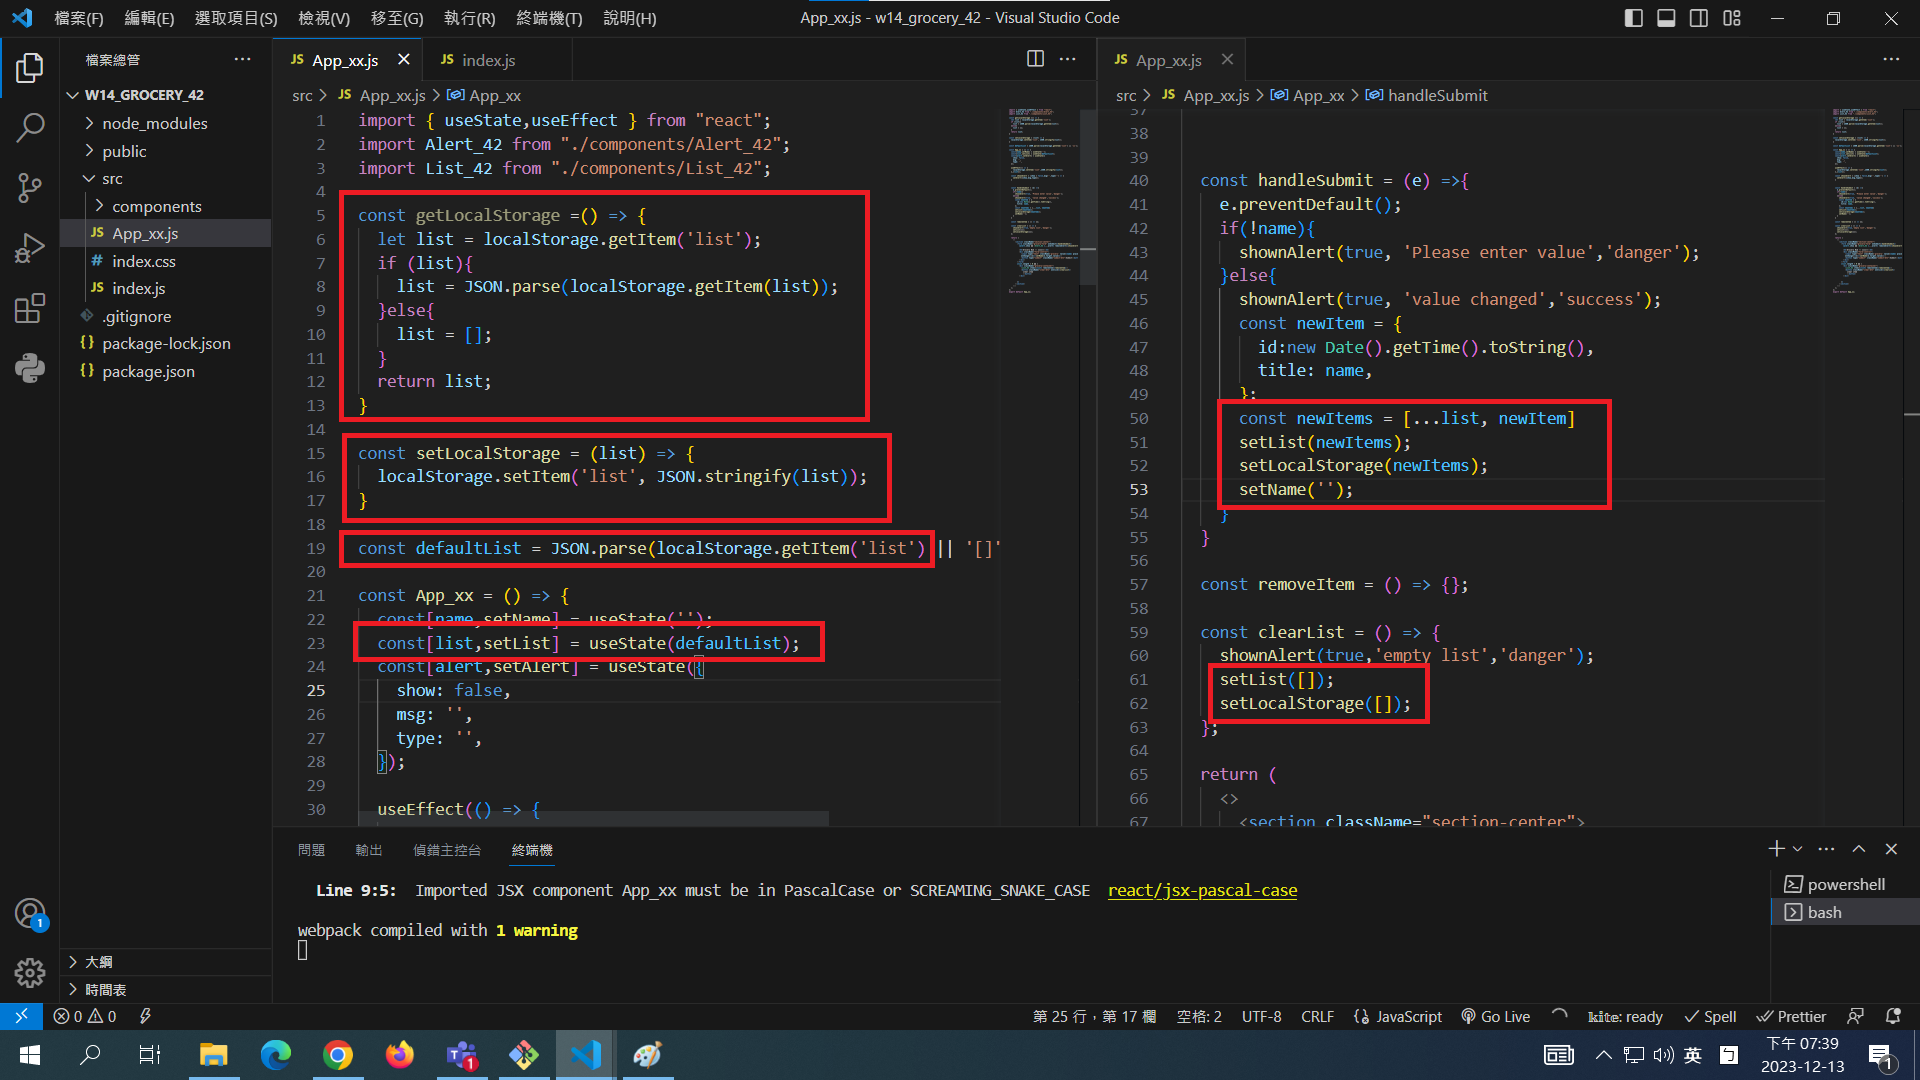 檔案(F) 編輯(E) 選取項目(S) 檢視(V) 移至(G) 執行(R) 終端機(T) 說明(H)
App_xx.js - w14_grocery_42 - Visual Studio Code
檔案總管
W14_GROCERY_42
node_modules
public
src
components
JS App_xx.js
# index.css
JS index.js
.gitignore
{} package-lock.json
{} package.json
大綱
時間表
JS App_xx.js
JS index.js
src > JS App_xx.js > App_xx
1 import { useState,useEffect } from "react";
2 import Alert_42 from "./components/Alert_42";
3 import List_42 from "./components/List_42";
4
5 const getLocalStorage =() => {
6 let list = localStorage.getItem('list');
7 if (list){
8 list = JSON.parse(localStorage.getItem(list));
9 }else{
10 list = [];
11 }
12 return list;
13 }
14
15 const setLocalStorage = (list) => {
16 localStorage.setItem('list', JSON.stringify(list));
17 }
18
19 const defaultList = JSON.parse(localStorage.getItem('list') || '[]'
20
21 const App_xx = () => {
22 const[name,setName] = useState('');
23 const[list,setList] = useState(defaultList);
24 const[alert,setAlert] = useState({
25 show: false,
26 msg: '',
27 type: '',
28 });
29
30 useEffect(() => {
JS App_xx.js
src > JS App_xx.js > App_xx > handleSubmit
37
38
39
40 const handleSubmit = (e) =>{
41 e.preventDefault();
42 if(!name){
43 shownAlert(true, 'Please enter value','danger');
44 }else{
45 shownAlert(true, 'value changed','success');
46 const newItem = {
47 id:new Date().getTime().toString(),
48 title: name,
49 };
50 const newItems = [...list, newItem]
51 setList(newItems);
52 setLocalStorage(newItems);
53 setName('');
54 }
55 }
56
57 const removeItem = () => {};
58
59 const clearList = () => {
60 shownAlert(true,'empty list','danger');
61 setList([]);
62 setLocalStorage([]);
63 };
64
65 return (
66 <>
67 <section className="section-center">
問題 輸出 偵錯主控台 終端機
Line 9:5: Imported JSX component App_xx must be in PascalCase or SCREAMING_SNAKE_CASE react/jsx-pascal-case
webpack compiled with 1 warning
powershell
bash
1
0 0
第 25 行，第 17 欄 空格: 2 UTF-8 CRLF {} JavaScript Go Live kite: ready Spell Prettier
1
英
ㄅ
下午 07:39
2023-12-13
1